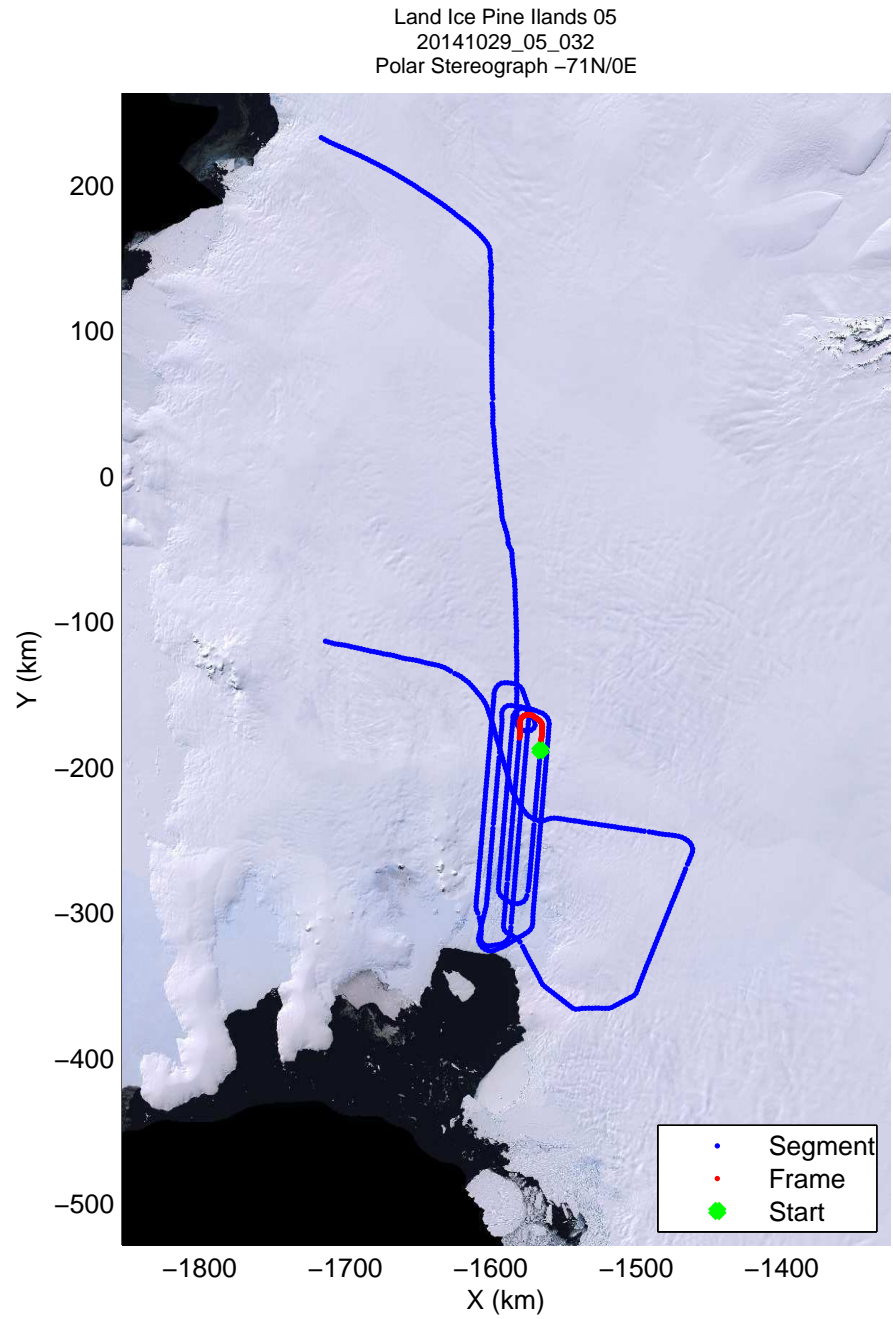 Land Ice Pine Ilands 05
20141029_05_032
Polar Stereograph −71N/0E
200
100
0
−100
−200
−300
−400
−500
Y (km)
−1800
−1700
−1600
−1500
−1400
X (km)
Segment
Frame
Start